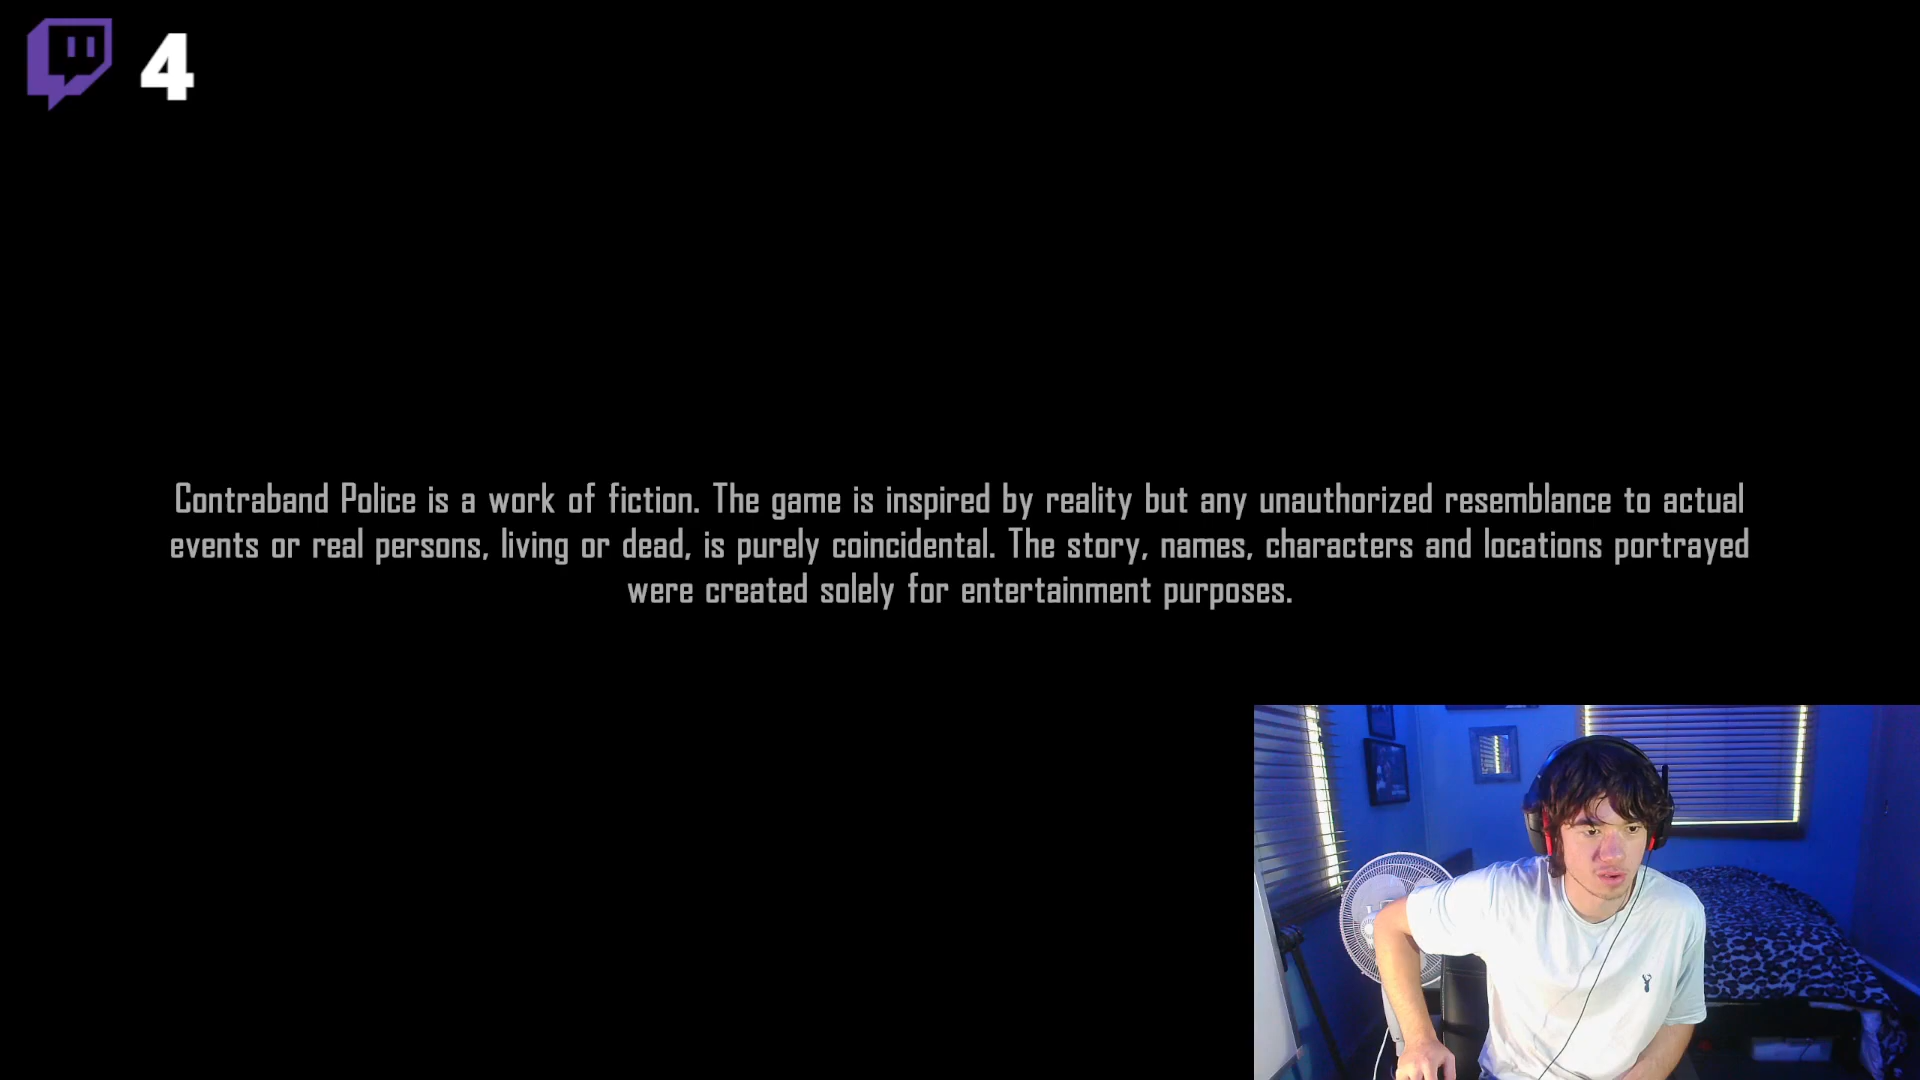 4
Contraband Police is a work of fiction. The game is inspired by reality but any unauthorized resemblance to actual
events or real persons, living or dead, is purely coincidental. The story, names, characters and locations portrayed
were created solely for entertainment purposes.